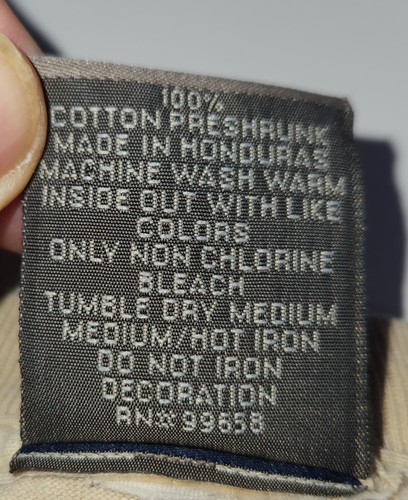 100%
COTTON PRESHRUNK
MADE IN HONDURAS
MACHINE WASH WARM
INSIDE OUT WITH LIKE
COLORS
ONLY NON CHLORINE
BLEACH
TUMBLE DRY MEDIUM
MEDIUM/HOT IRON
DO NOT IRON
DECORATION
RN# 99658